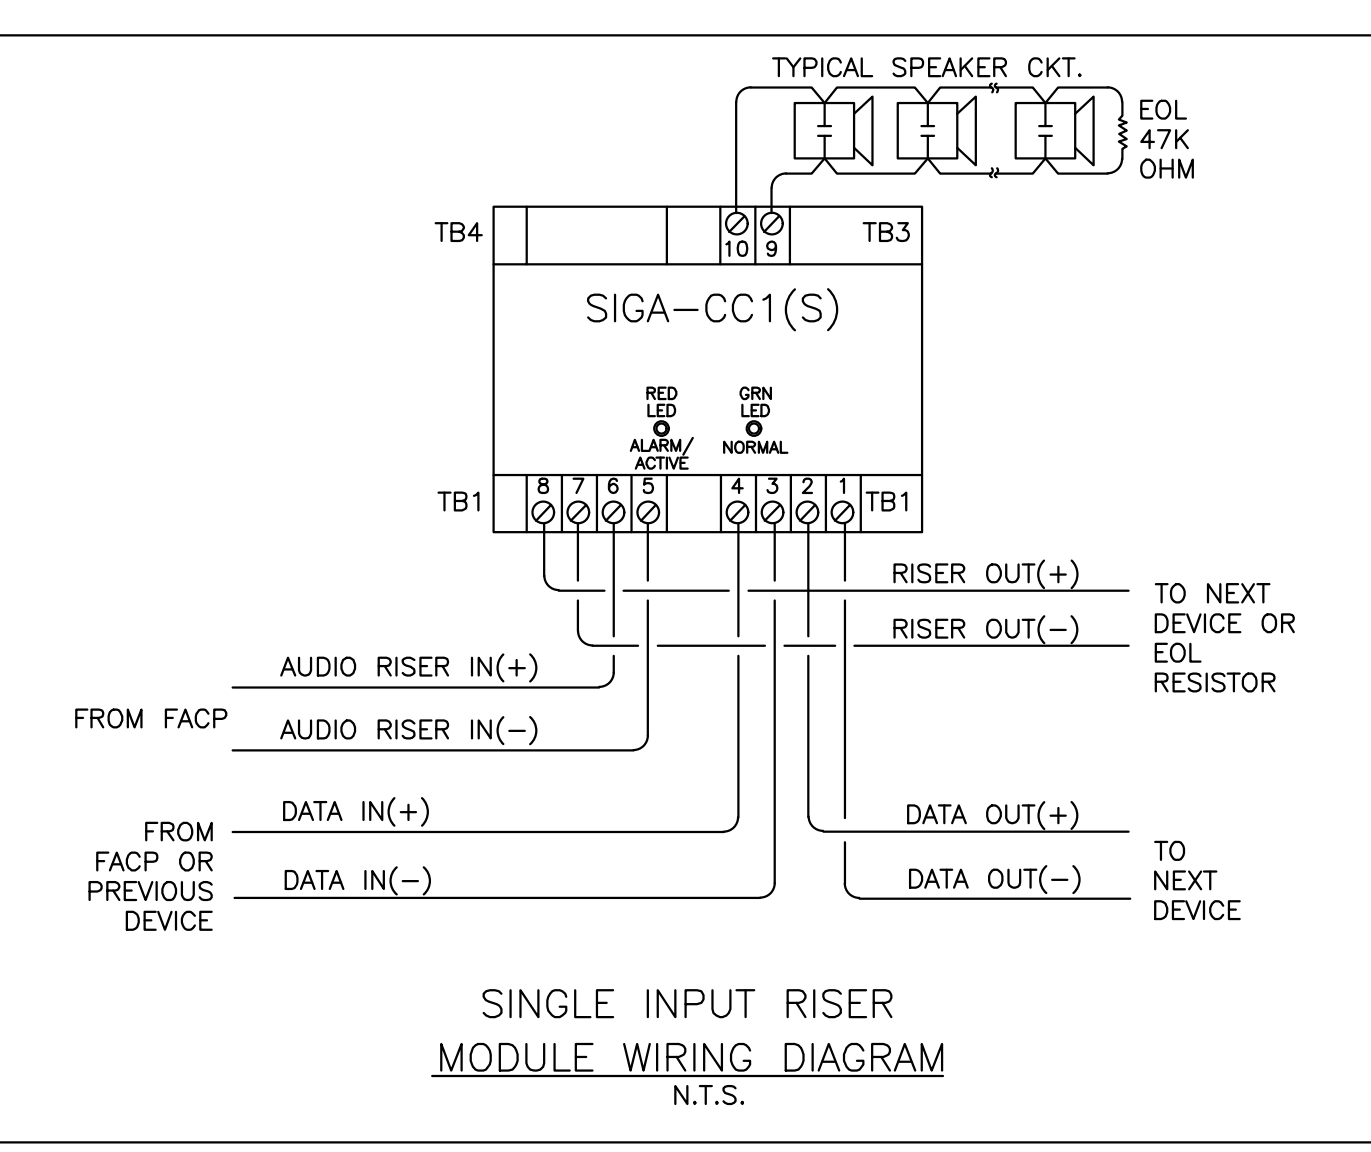 TYPICAL SPEAKER CKT.
EOL
47K
OHM
TB4
10
9
TB3
SIGA-CC1(S)
RED
LED
ALARM/
ACTIVE
GRN
LED
NORMAL
TB1
8
7
6
5
4
3
2
1
TB1
RISER OUT(+)
RISER OUT(-)
TO NEXT
DEVICE OR
EOL
RESISTOR
AUDIO RISER IN(+)
FROM FACP
AUDIO RISER IN(-)
DATA IN(+)
FROM
FACP OR
PREVIOUS
DEVICE
DATA IN(-)
DATA OUT(+)
DATA OUT(-)
TO
NEXT
DEVICE
SINGLE INPUT RISER
MODULE WIRING DIAGRAM
N.T.S.